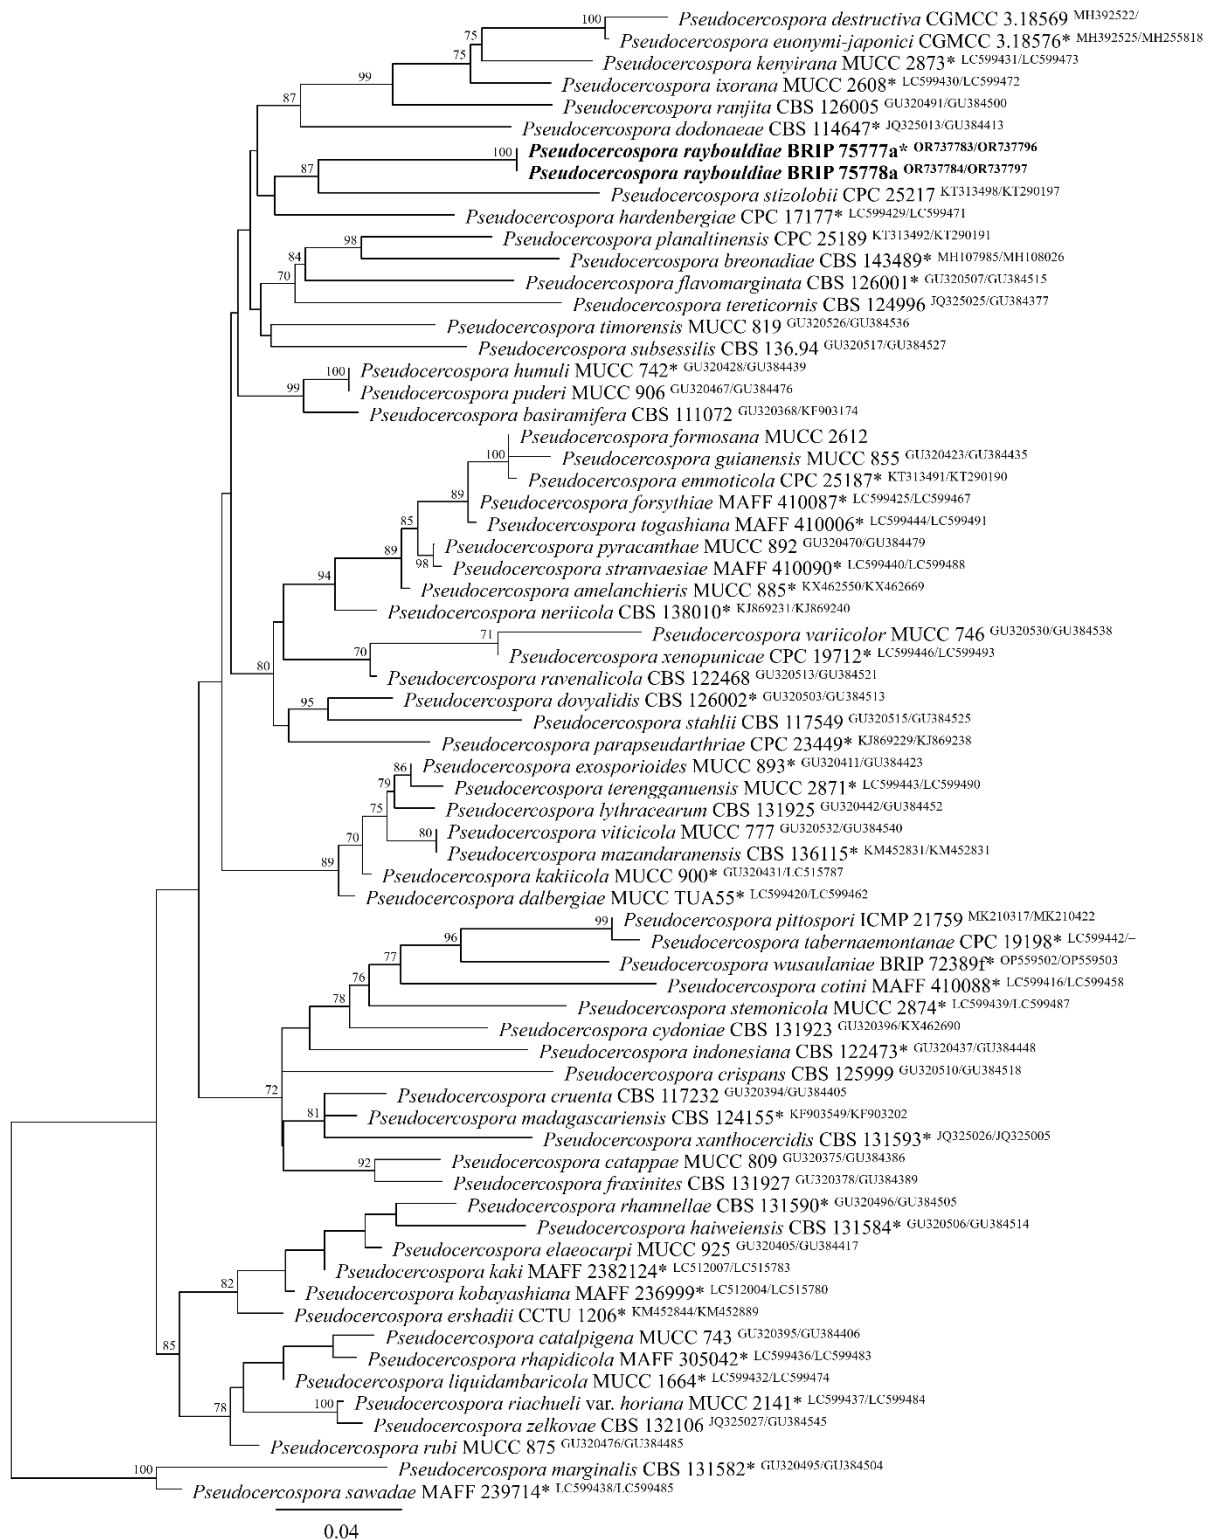 100 Pseudocercospora destructiva CGMCC 3.18569 MH392522/
Pseudocercospora euonymi-japonici CGMCC 3.18576* MH392525/MH255818
75 Pseudocercospora kenyirana MUCC 2873* LC599431/LC599473
75 Pseudocercospora ixorana MUCC 2608* LC599430/LC599472
99 Pseudocercospora ranjita CBS 126005 GU320491/GU384500
87 Pseudocercospora dodonaeae CBS 114647* JQ325013/GU384413
100 Pseudocercospora raybouldiae BRIP 75777a* OR737783/OR737796
Pseudocercospora raybouldiae BRIP 75778a OR737784/OR737797
87 Pseudocercospora stizolobii CPC 25217 KT313498/KT290197
Pseudocercospora hardenbergiae CPC 17177* LC599429/LC599471
98 Pseudocercospora planaltinensis CPC 25189 KT313492/KT290191
84 Pseudocercospora breonadiae CBS 143489* MH107985/MH108026
70 Pseudocercospora flavomarginata CBS 126001* GU320507/GU384515
Pseudocercospora tereticornis CBS 124996 JQ325025/GU384377
Pseudocercospora timorensis MUCC 819 GU320526/GU384536
Pseudocercospora subsessilis CBS 136.94 GU320517/GU384527
100 Pseudocercospora humuli MUCC 742* GU320428/GU384439
99 Pseudocercospora puderi MUCC 906 GU320467/GU384476
Pseudocercospora basiramifera CBS 111072 GU320368/KF903174
Pseudocercospora formosana MUCC 2612
100 Pseudocercospora guianensis MUCC 855 GU320423/GU384435
Pseudocercospora emmoticola CPC 25187* KT313491/KT290190
89 Pseudocercospora forsythiae MAFF 410087* LC599425/LC599467
85 Pseudocercospora togashiana MAFF 410006* LC599444/LC599491
89 Pseudocercospora pyracanthae MUCC 892 GU320470/GU384479
98 Pseudocercospora stranvaesiae MAFF 410090* LC599440/LC599488
94 Pseudocercospora amelanchieris MUCC 885* KX462550/KX462669
Pseudocercospora neriicola CBS 138010* KJ869231/KJ869240
71 Pseudocercospora variicolor MUCC 746 GU320530/GU384538
70 Pseudocercospora xenopunicae CPC 19712* LC599446/LC599493
80 Pseudocercospora ravenalicola CBS 122468 GU320513/GU384521
95 Pseudocercospora dovyalidis CBS 126002* GU320503/GU384513
Pseudocercospora stahlii CBS 117549 GU320515/GU384525
Pseudocercospora parapseudarthriae CPC 23449* KJ869229/KJ869238
86 Pseudocercospora exosporioides MUCC 893* GU320411/GU384423
79 Pseudocercospora terengganuensis MUCC 2871* LC599443/LC599490
75 Pseudocercospora lythracearum CBS 131925 GU320442/GU384452
80 Pseudocercospora viticicola MUCC 777 GU320532/GU384540
70 Pseudocercospora mazandaranensis CBS 136115* KM452831/KM452831
89 Pseudocercospora kakiicola MUCC 900* GU320431/LC515787
Pseudocercospora dalbergiae MUCC TUA55* LC599420/LC599462
99 Pseudocercospora pittospori ICMP 21759 MK210317/MK210422
96 Pseudocercospora tabernaemontanae CPC 19198* LC599442/–
77 Pseudocercospora wusaulaniae BRIP 72389f* OP559502/OP559503
76 Pseudocercospora cotini MAFF 410088* LC599416/LC599458
78 Pseudocercospora stemonicola MUCC 2874* LC599439/LC599487
Pseudocercospora cydoniae CBS 131923 GU320396/KX462690
Pseudocercospora indonesiana CBS 122473* GU320437/GU384448
Pseudocercospora crispans CBS 125999 GU320510/GU384518
72 Pseudocercospora cruenta CBS 117232 GU320394/GU384405
81 Pseudocercospora madagascariensis CBS 124155* KF903549/KF903202
Pseudocercospora xanthocercidis CBS 131593* JQ325026/JQ325005
92 Pseudocercospora catappae MUCC 809 GU320375/GU384386
Pseudocercospora fraxinites CBS 131927 GU320378/GU384389
Pseudocercospora rhamnellae CBS 131590* GU320496/GU384505
Pseudocercospora haiweiensis CBS 131584* GU320506/GU384514
Pseudocercospora elaeocarpi MUCC 925 GU320405/GU384417
Pseudocercospora kaki MAFF 2382124* LC512007/LC515783
82 Pseudocercospora kobayashiana MAFF 236999* LC512004/LC515780
Pseudocercospora ershadii CCTU 1206* KM452844/KM452889
85 Pseudocercospora catalpigena MUCC 743 GU320395/GU384406
Pseudocercospora rhapidicola MAFF 305042* LC599436/LC599483
Pseudocercospora liquidambaricola MUCC 1664* LC599432/LC599474
78 100 Pseudocercospora riachueli var. horiana MUCC 2141* LC599437/LC599484
Pseudocercospora zelkovae CBS 132106 JQ325027/GU384545
Pseudocercospora rubi MUCC 875 GU320476/GU384485
100 Pseudocercospora marginalis CBS 131582* GU320495/GU384504
Pseudocercospora sawadae MAFF 239714* LC599438/LC599485
0.04